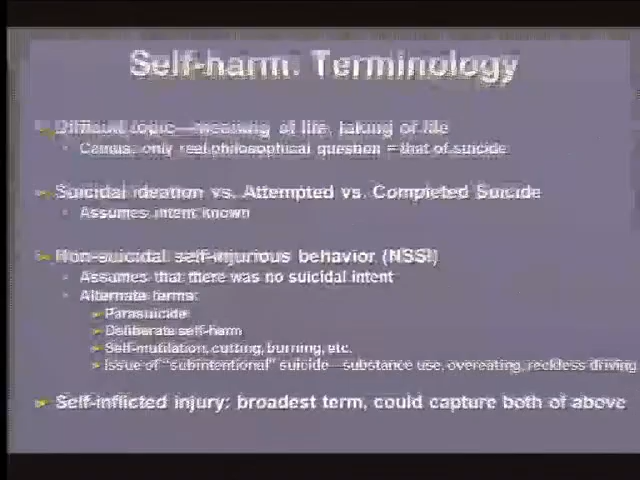 Self-harm: Terminology
Difficult topic—meaning of life, taking of life
Camus: only real philosophical question = that of suicide
Suicidal ideation vs. Attempted vs. Completed Suicide
Assumes intent known
Non-suicidal self-injurious behavior (NSSI)
Assumes that there was no suicidal intent
Alternate terms:
Parasuicide
Deliberate self-harm
Self-mutilation, cutting, burning, etc.
Issue of "subintentional" suicide—substance use, overeating, reckless driving
Self-inflicted injury: broadest term, could capture both of above